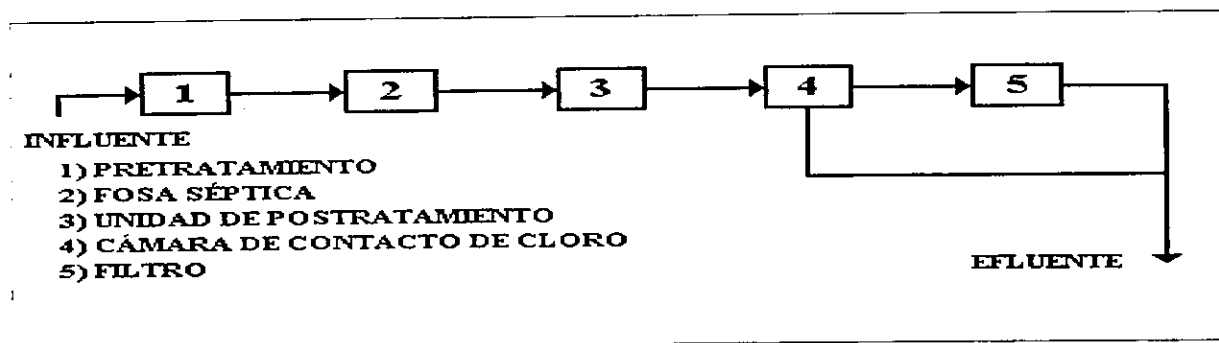 1 2 3 4 5
INFLUENTE
1) PRETRATAMIENTO
2) FOSA SÉPTICA
3) UNIDAD DE POSTRATAMIENTO
4) CÁMARA DE CONTACTO DE CLORO
5) FILTRO
EFLUENTE